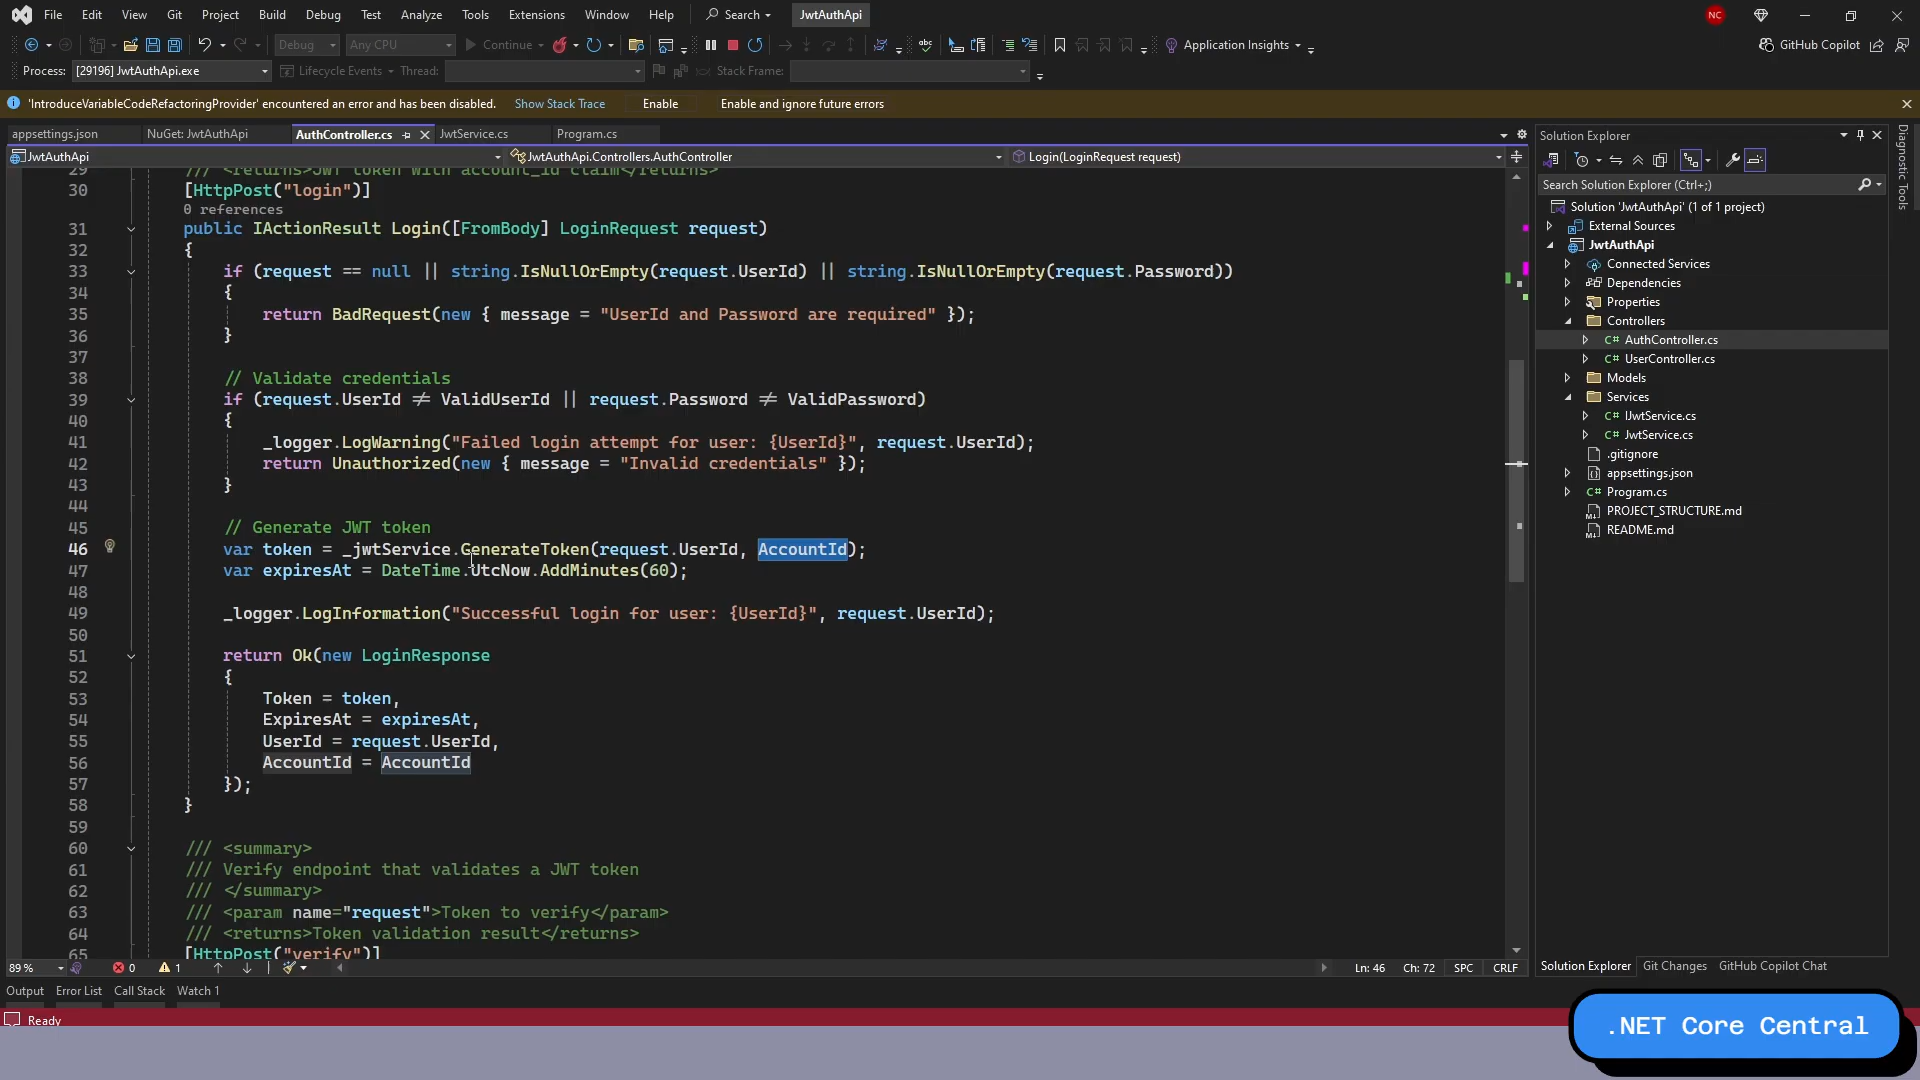 File Edit View Git Project Build Debug Test Analyze Tools Extensions Window Help Search JwtAuthApi NC
Debug Any CPU Continue Application Insights GitHub Copilot
Process: [29196] JwtAuthApi.exe Lifecycle Events Thread: Stack Frame:
'IntroduceVariableCodeRefactoringProvider' encountered an error and has been disabled. Show Stack Trace Enable Enable and ignore future errors
appsettings.json NuGet: JwtAuthApi AuthController.cs JwtService.cs Program.cs
JwtAuthApi JwtAuthApi.Controllers.AuthController Login(LoginRequest request)
29 /// <returns>JWT token with account_id claim</returns>
30 [HttpPost("login")]
0 references
31 public IActionResult Login([FromBody] LoginRequest request)
32 {
33 if (request == null || string.IsNullOrEmpty(request.UserId) || string.IsNullOrEmpty(request.Password))
34 {
35 return BadRequest(new { message = "UserId and Password are required" });
36 }
37
38 // Validate credentials
39 if (request.UserId ≠ ValidUserId || request.Password ≠ ValidPassword)
40 {
41 _logger.LogWarning("Failed login attempt for user: {UserId}", request.UserId);
42 return Unauthorized(new { message = "Invalid credentials" });
43 }
44
45 // Generate JWT token
46 var token = _jwtService.GenerateToken(request.UserId, AccountId);
47 var expiresAt = DateTime.UtcNow.AddMinutes(60);
48
49 _logger.LogInformation("Successful login for user: {UserId}", request.UserId);
50
51 return Ok(new LoginResponse
52 {
53 Token = token,
54 ExpiresAt = expiresAt,
55 UserId = request.UserId,
56 AccountId = AccountId
57 });
58 }
59
60 /// <summary>
61 /// Verify endpoint that validates a JWT token
62 /// </summary>
63 /// <param name="request">Token to verify</param>
64 /// <returns>Token validation result</returns>
65 [HttpPost("verify")]
89 % 0 1 Ln: 46 Ch: 72 SPC CRLF
Output Error List Call Stack Watch 1
Ready
Solution Explorer
Search Solution Explorer (Ctrl+;)
Solution 'JwtAuthApi' (1 of 1 project)
External Sources
JwtAuthApi
Connected Services
Dependencies
Properties
Controllers
C# AuthController.cs
C# UserController.cs
Models
Services
C# IJwtService.cs
C# JwtService.cs
.gitignore
appsettings.json
C# Program.cs
PROJECT_STRUCTURE.md
README.md
Solution Explorer Git Changes GitHub Copilot Chat
Diagnostic Tools
.NET Core Central